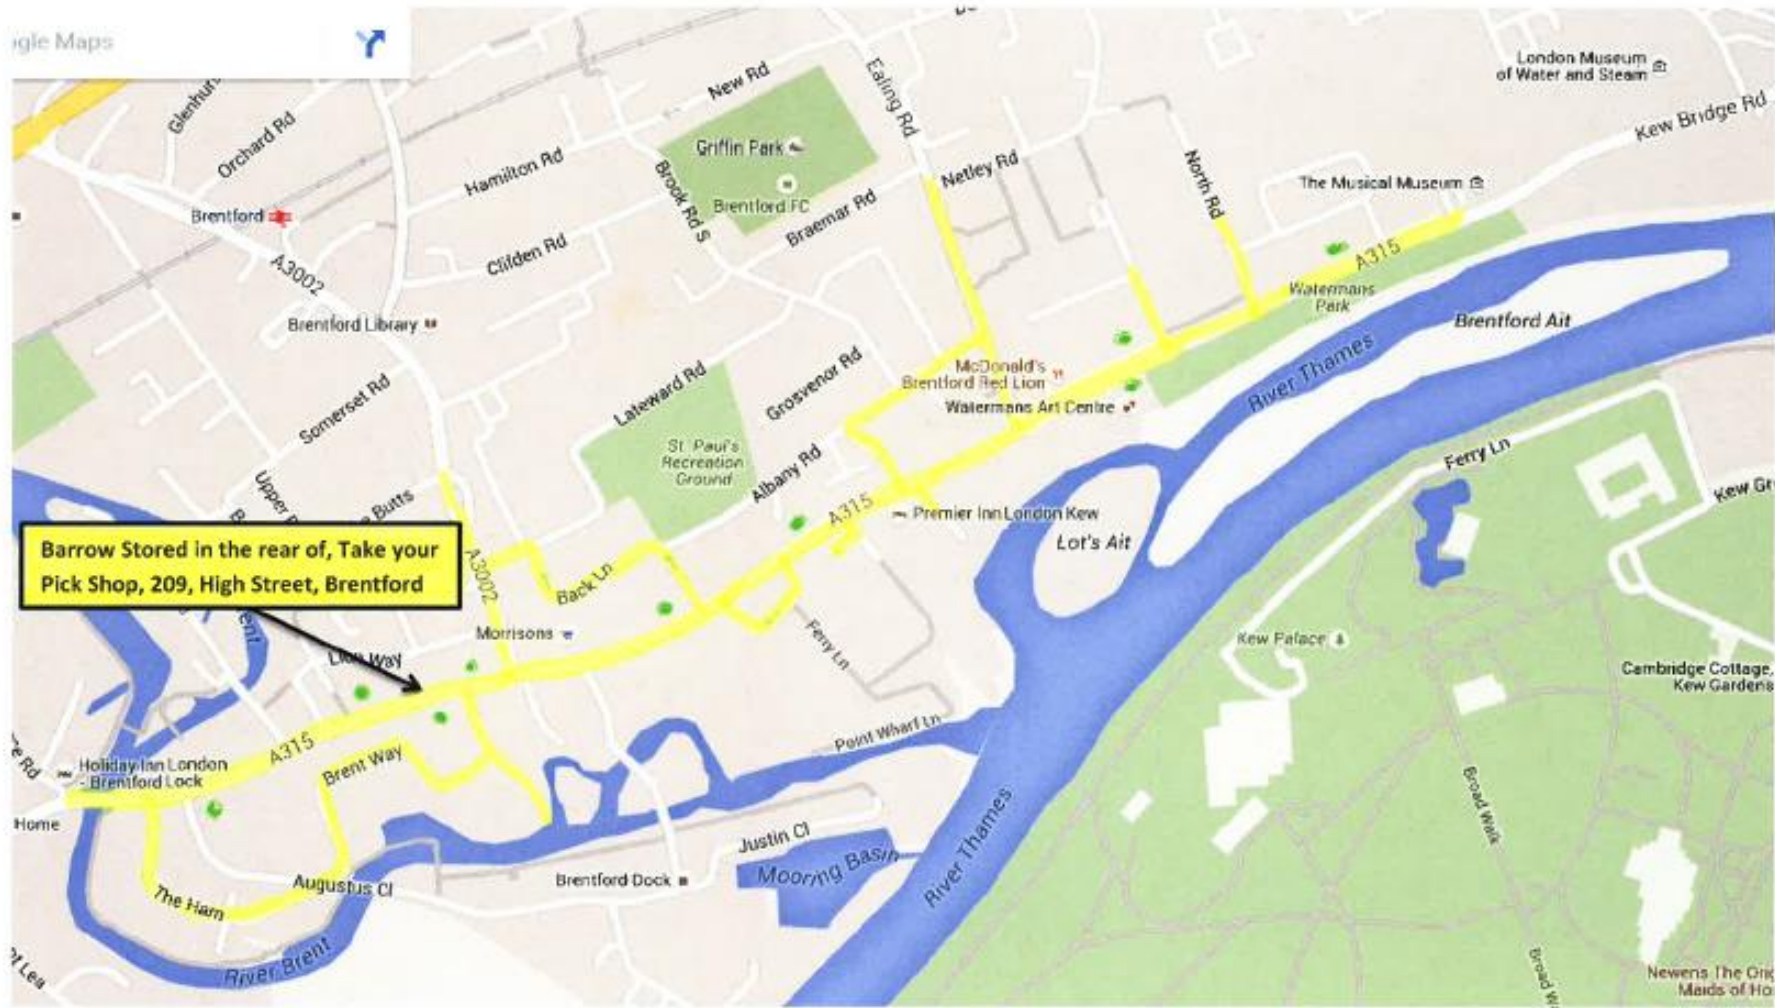 gle Maps
London Museum
of Water and Steam
Kew Bridge Rd
Ealing Rd
New Rd
Orchard Rd
Griffin Park
Hamilton Rd
Netley Rd
North Rd
The Musical Museum
Brook Rd S
Brentford FC
Braemar Rd
Brentford
Clifden Rd
A3002
A315
Watermans
Park
Brentford Ait
Brentford Library
River Thames
McDonald's
Brentford Red Lion
Watermans Art Centre
Somerset Rd
Lateward Rd
Grosvenor Rd
St. Paul's
Recreation
Ground
Albany Rd
Ferry Ln
Kew Gr
Upper
Butts
A315
Premier Inn London Kew
Lot's Ait
Barrow Stored in the rear of, Take your
Pick Shop, 209, High Street, Brentford
A3002
Back Ln
Morrisons
Ferry Ln
Kew Palace
Way
Cambridge Cottage,
Kew Gardens
A315
Point Wharf Ln
Brent Way
Holiday Inn London
- Brentford Lock
Home
Broad Walk
Justin Cl
Mooring Basin
River Thames
Brentford Dock
Augustus Cl
The Ham
River Brent
Lea
Broad W
Newens The Orig
Maids of Ho